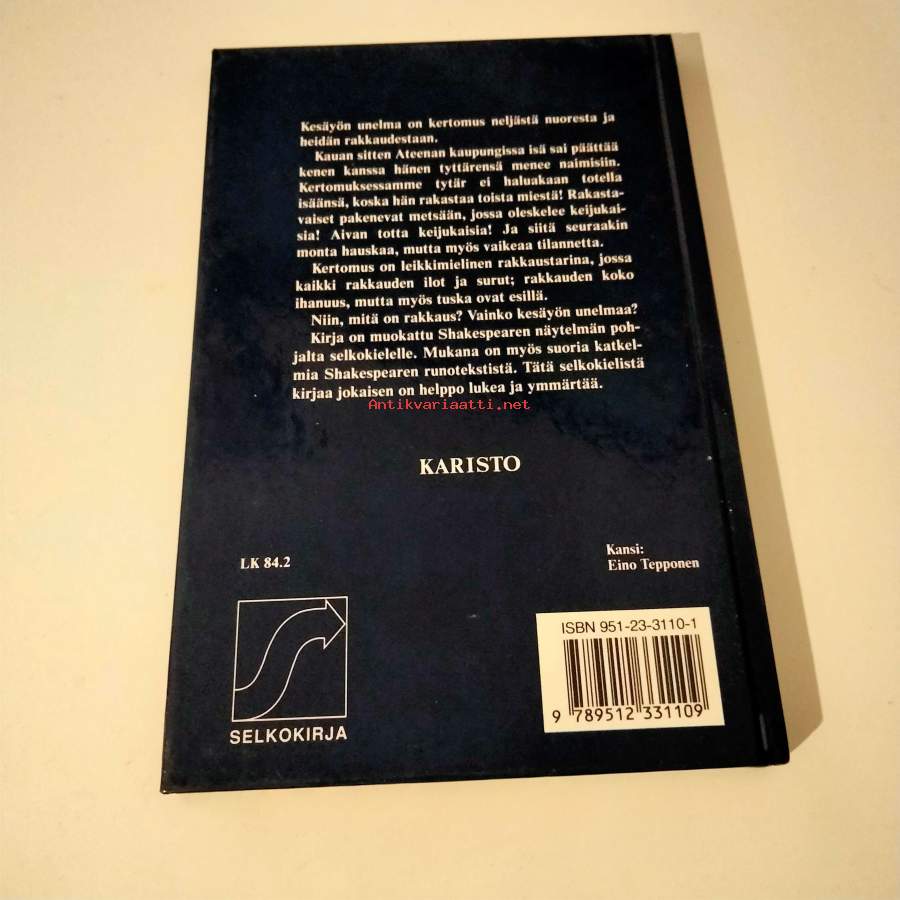 Kesäyön unelma on kertomus neljästä nuoresta ja
heidän rakkaudestaan.
Kauan sitten Ateenan kaupungissa isä sai päättää
kenen kanssa hänen tyttärensä menee naimisiin.
Kertomuksessamme tytär ei haluakaan totella
isäänsä, koska hän rakastaa toista miestä! Rakasta-
vaiset pakenevat metsään, jossa oleskelee keijukai-
sia! Aivan totta keijukaisia! Ja siitä seuraakin
monta hauskaa, mutta myös vaikeaa tilannetta.
Kertomus on leikkimielinen rakkaustarina, jossa
kaikki rakkauden ilot ja surut; rakkauden koko
ihanuus, mutta myös tuska ovat esillä.
Niin, mitä on rakkaus? Vainko kesäyön unelmaa?
Kirja on muokattu Shakespearen näytelmän poh-
jalta selkokielelle. Mukana on myös suoria katkel-
mia Shakespearen runotekstistä. Tätä selkokielistä
kirjaa jokaisen on helppo lukea ja ymmärtää.
Antikvariaatti.net
KARISTO
LK 84.2
Kansi:
Eino Tepponen
SELKOKIRJA
ISBN 951-23-3110-1
9 789512 331109